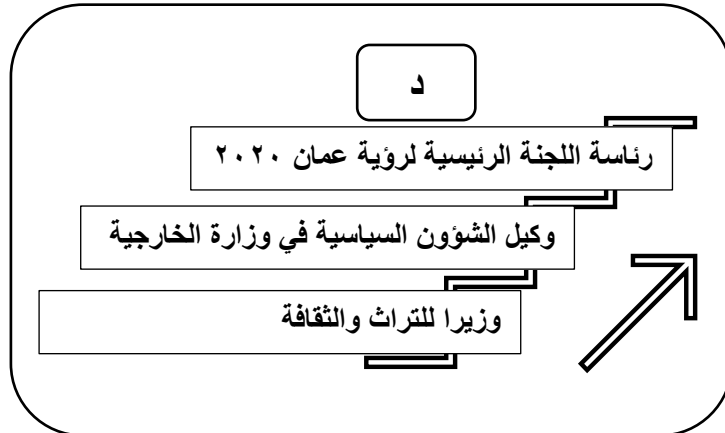 د
رئاسة اللجنة الرئيسية لرؤية عمان ٢٠٢٠
وكيل الشؤون السياسية في وزارة الخارجية
وزيرا للتراث والثقافة